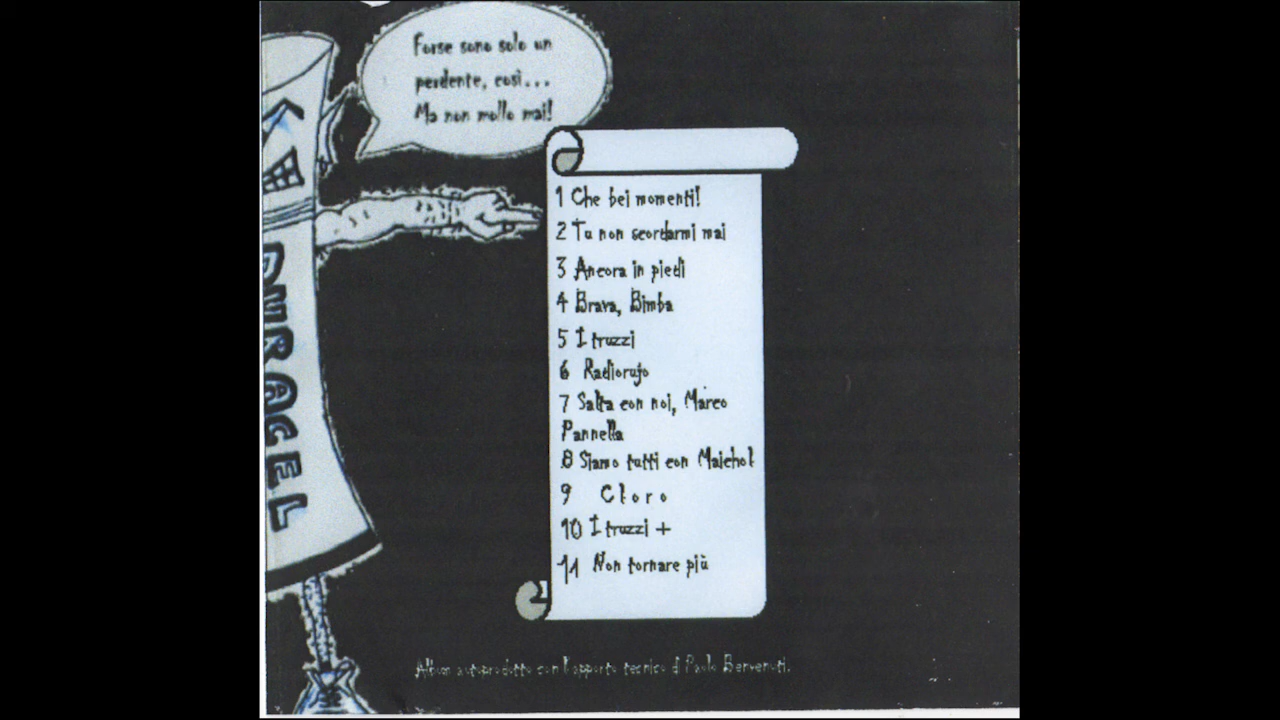 Forse sono solo un
perdente, così...
Ma non mollo mai!
1 Che bei momenti!
2 Tu non scordarmi mai
3 Ancora in piedi
4 Brava, Bimba
5 I truzzi
6 Radiorujo
7 Salta con noi, Marco
Pannella
8 Siamo tutti con Maichol
9 Cloro
10 I truzzi +
11 Non tornare più
DURACEL
Album autoprodotto con l'apporto tecnico di Paolo Benvenuti.